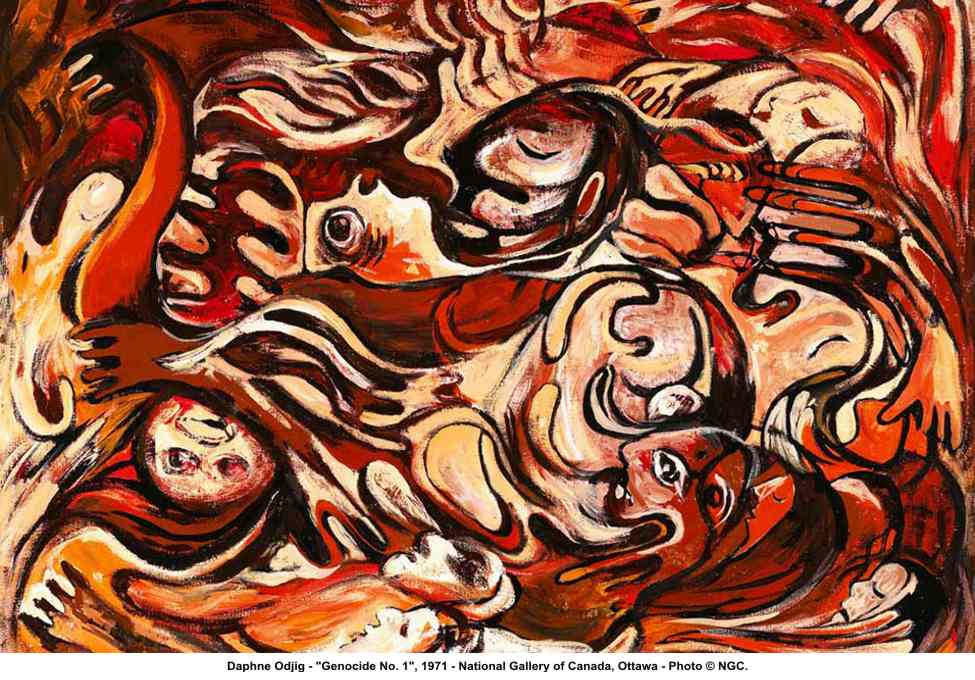 Daphne Odjig - "Genocide No. 1", 1971 - National Gallery of Canada, Ottawa - Photo © NGC.